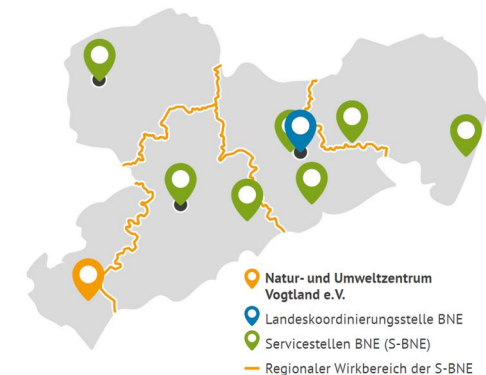 Natur- und Umweltzentrum
Vogtland e.V.
Landeskoordinierungsstelle BNE
Servicestellen BNE (S-BNE)
Regionaler Wirkbereich der S-BNE